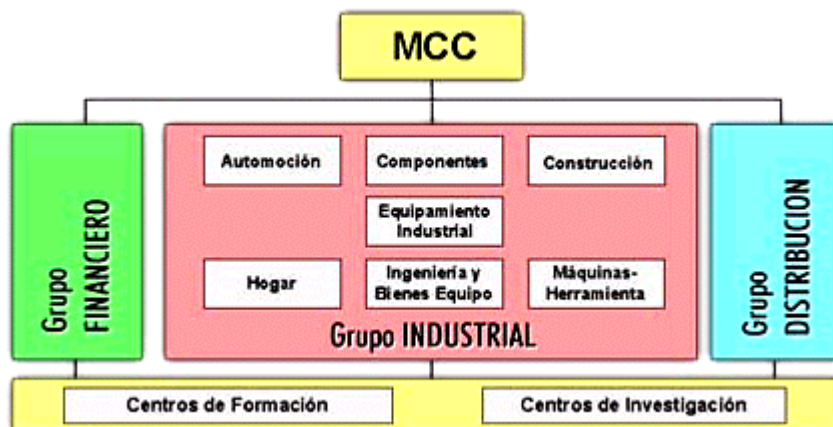 MCC
Grupo
FINANCIERO
Automoción
Componentes
Construcción
Equipamiento
Industrial
Hogar
Ingeniería y
Bienes Equipo
Máquinas-
Herramienta
Grupo INDUSTRIAL
Grupo
DISTRIBUCION
Centros de Formación
Centros de Investigación